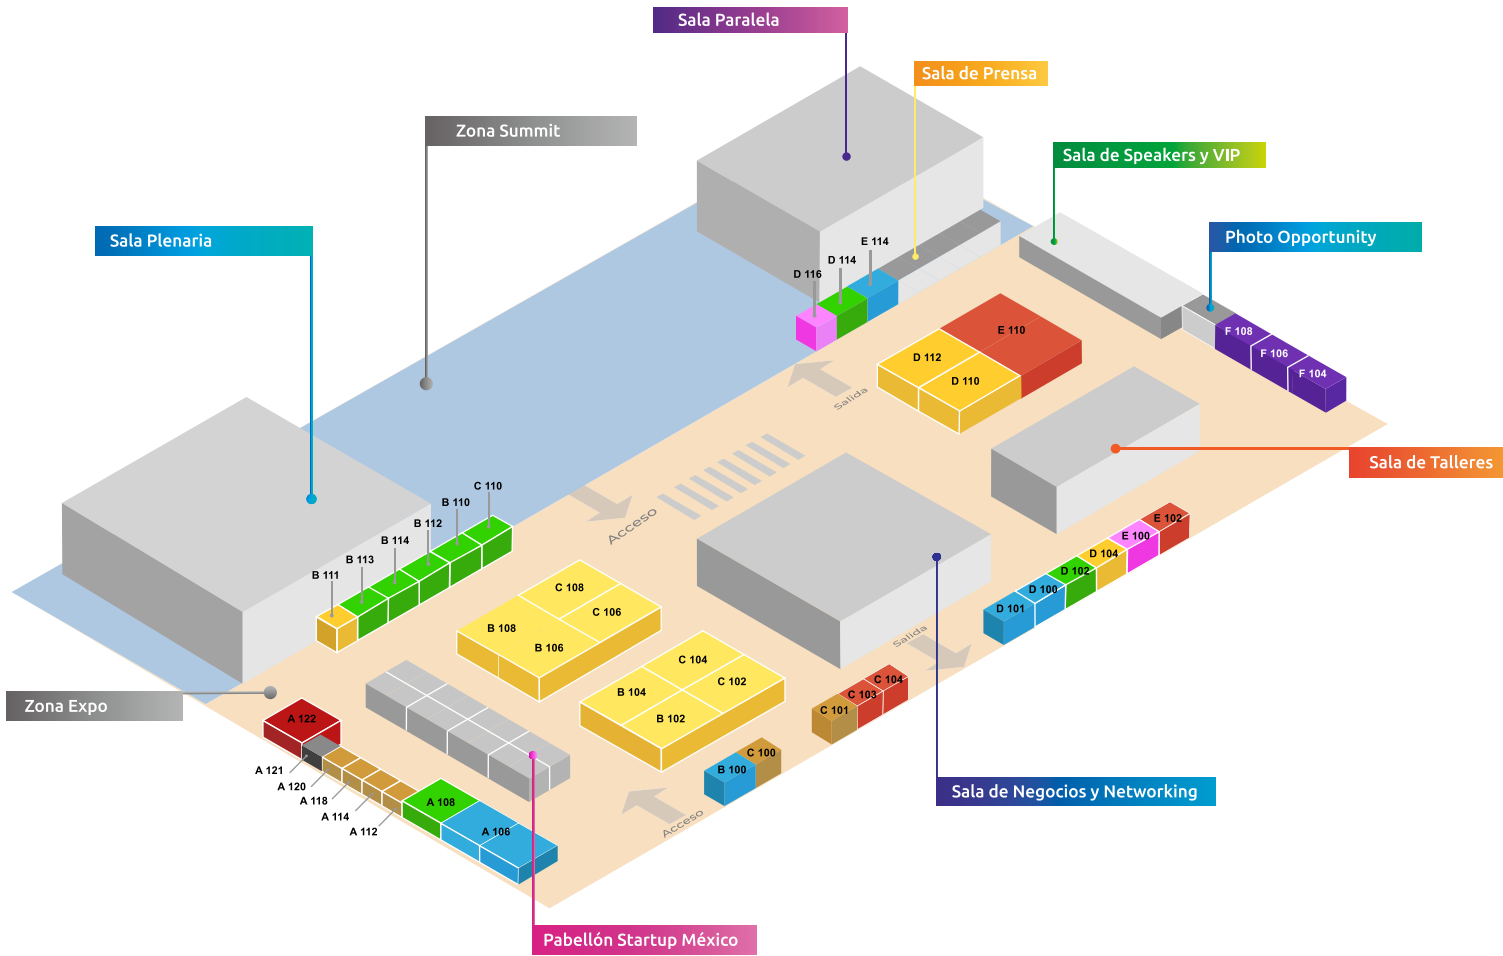 Sala Paralela
Sala de Prensa
Zona Summit
Sala de Speakers y VIP
Sala Plenaria
Photo Opportunity
E 114
D 114
D 116
F 108
E 110
F 106
D 112
F 104
D 110
Salida
Sala de Talleres
C 110
B 110
B 112
Acceso
E 102
B 114
E 100
B 113
D 104
B 111
D 102
C 108
D 100
C 106
D 101
B 108
Salida
B 106
C 104
C 102
C 104
B 104
C 103
Zona Expo
C 101
A 122
B 102
C 100
A 121
B 100
A 120
Sala de Negocios y Networking
A 118
A 108
A 114
Acceso
A 112
A 106
Pabellón Startup México